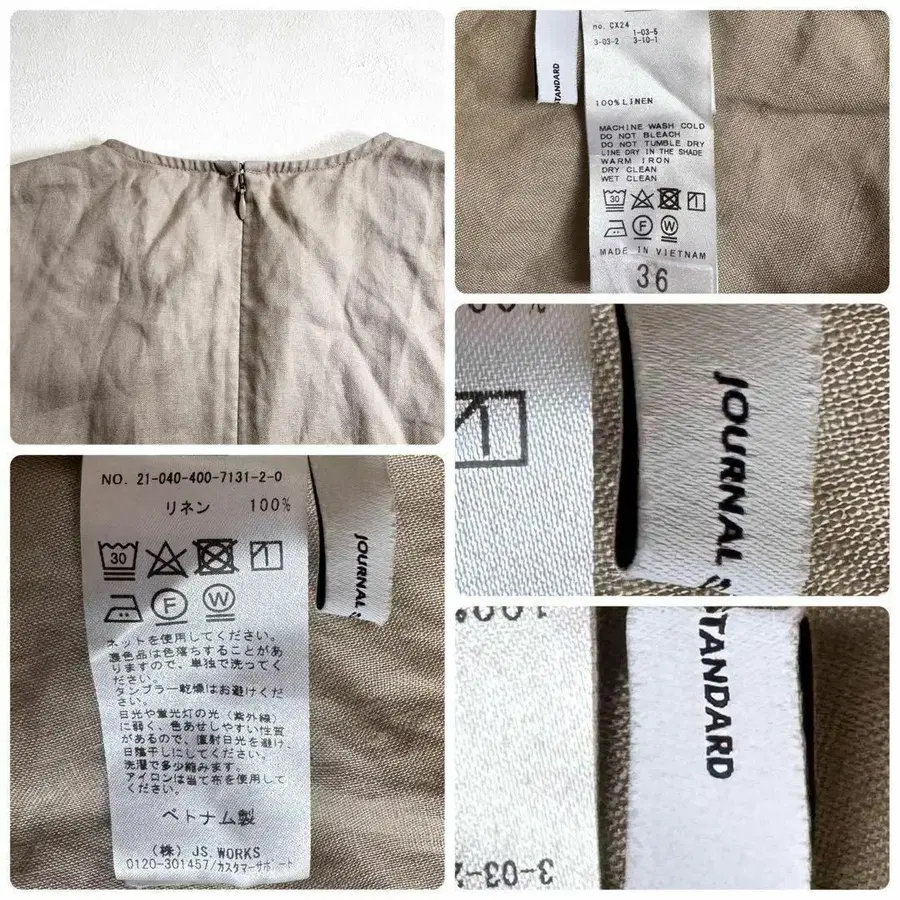 TANDARD
no. CX24
1-03-5
3-03-2 3-10-1
100% LINEN
MACHINE WASH COLD
DO NOT BLEACH
DO NOT TUMBLE DRY
LINE DRY IN THE SHADE
WARM IRON
DRY CLEAN
WET CLEAN
30
F W
MADE IN VIETNAM
36
JOURNAL
NO. 21-040-400-7131-2-0
リネン 100%
30
F W
ネットを使用してください。
濃色品は色落ちすることがあ
りますので、単独で洗ってく
ださい。
タンブラー乾燥はお避けくだ
さい。
日光や蛍光灯の光（紫外線）
に弱く、色あせしやすい性質
があるので、直射日光を避け、
日陰干しにしてください。
洗濯で多少縮みます。
アイロンは当て布を使用して
ください。
ベトナム製
（株）JS.WORKS
0120-301457/カスタマーサポート
JOURNAL
100%
STANDARD
3-03-2